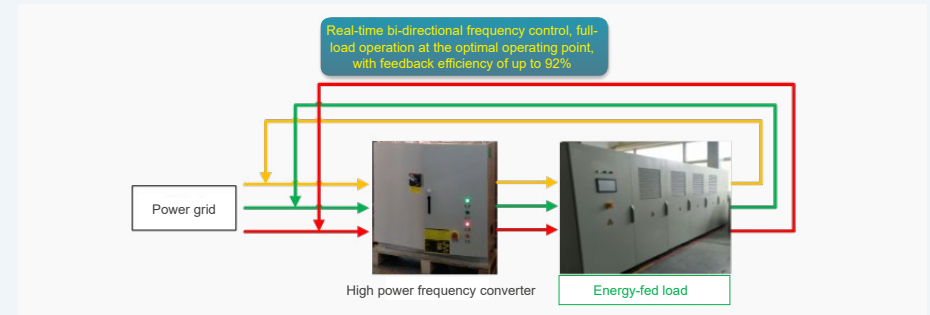 Real-time bi-directional frequency control, full-
load operation at the optimal operating point,
with feedback efficiency of up to 92%
Power grid
High power frequency converter
Energy-fed load